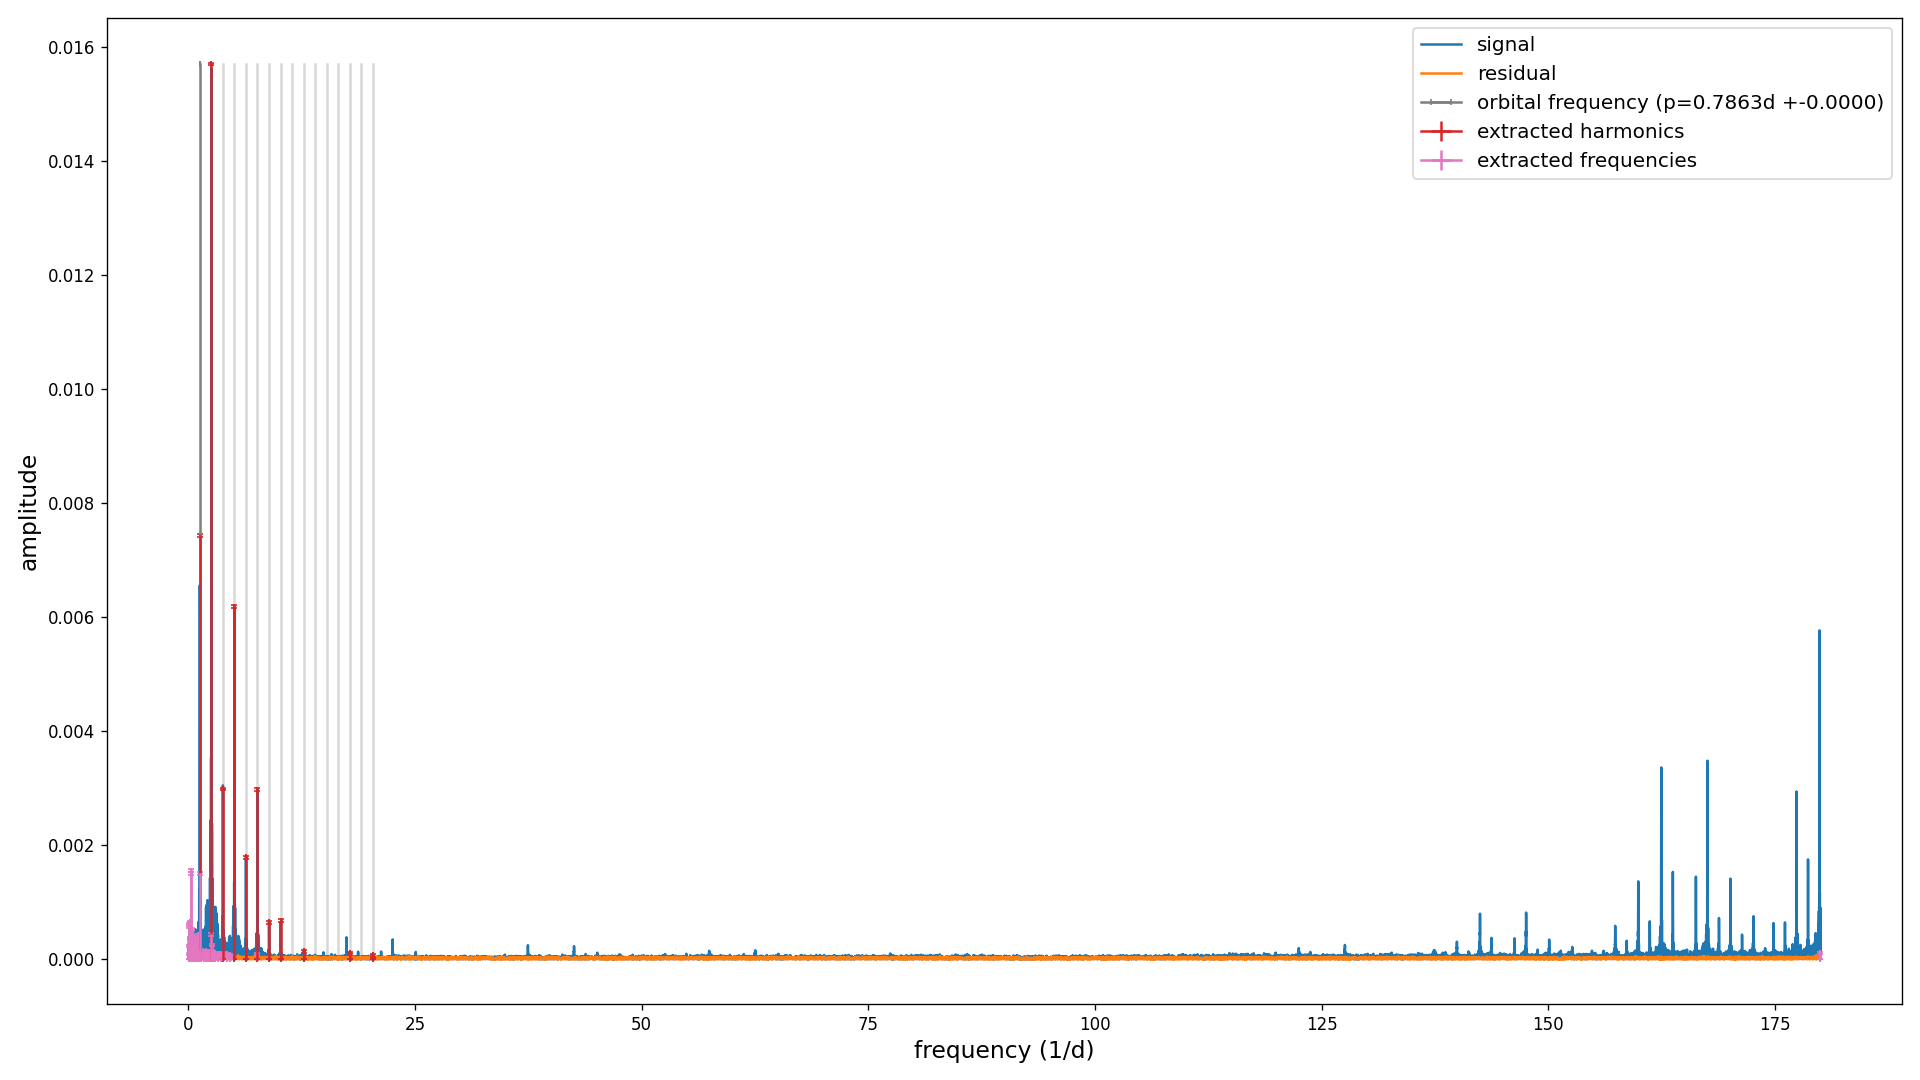 signal
residual
orbital frequency (p=0.7863d +-0.0000)
extracted harmonics
extracted frequencies
amplitude
0.016
0.014
0.012
0.010
0.008
0.006
0.004
0.002
0.000
0 25 50 75 100 125 150 175
frequency (1/d)